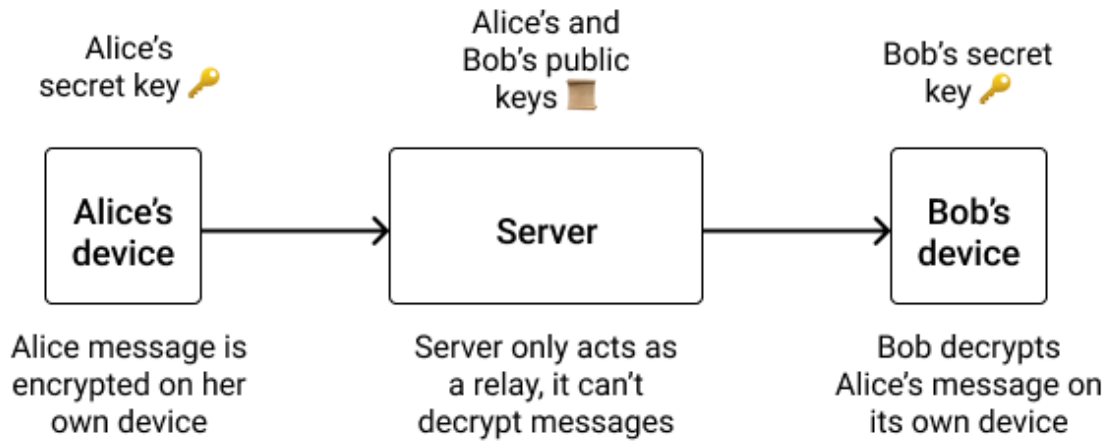 Alice’s
secret key 🔑
Alice’s and
Bob’s public
keys 📜
Bob’s secret
key 🔑
Alice’s
device
Server
Bob’s
device
Alice message is
encrypted on her
own device
Server only acts as
a relay, it can’t
decrypt messages
Bob decrypts
Alice’s message on
its own device